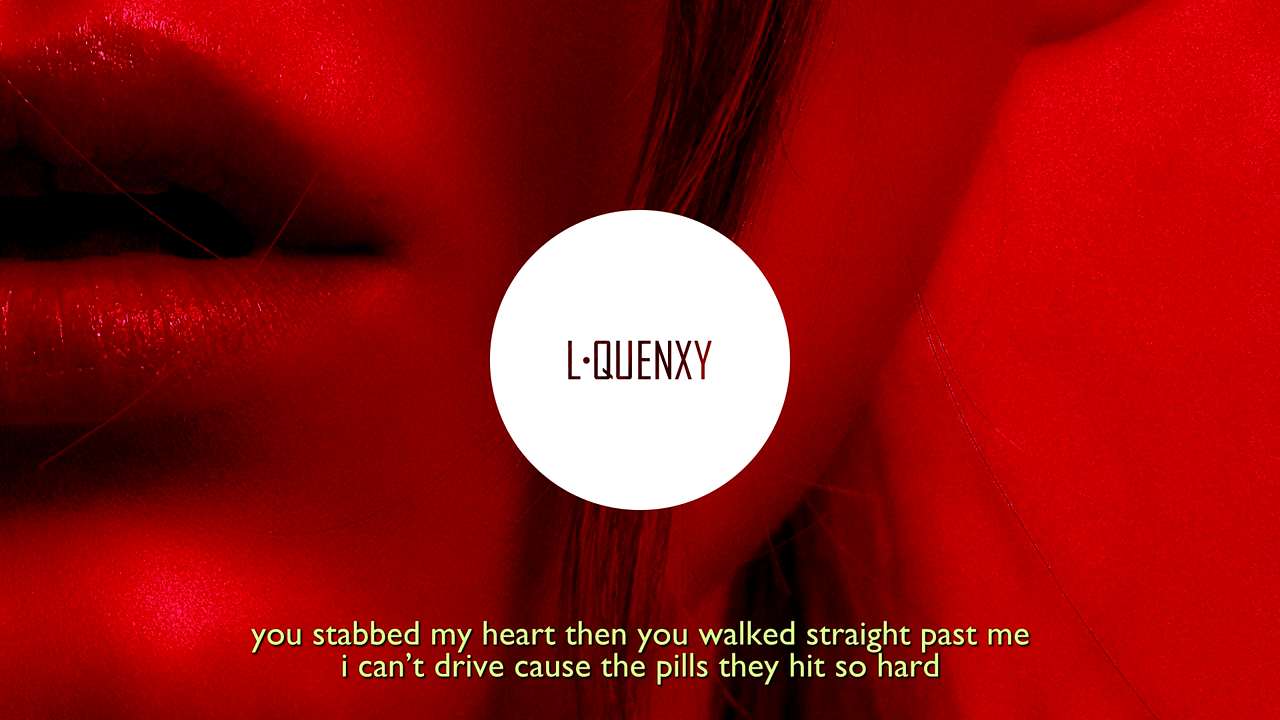 L·QUENXY
you stabbed my heart then you walked straight past me
i can’t drive cause the pills they hit so hard